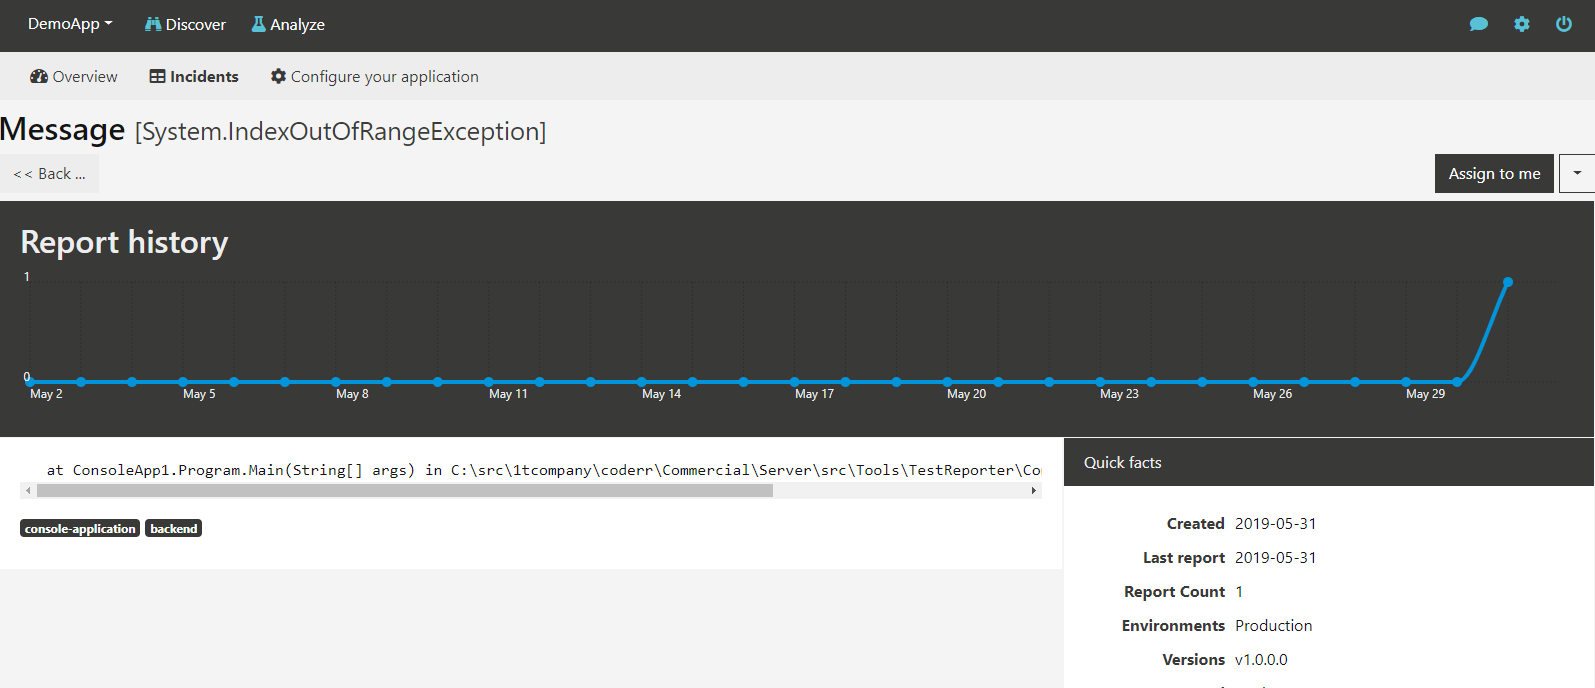 DemoApp Discover Analyze
Overview Incidents Configure your application
Message [System.IndexOutOfRangeException]
<< Back ...
Assign to me
Report history
1
0
May 2 May 5 May 8 May 11 May 14 May 17 May 20 May 23 May 26 May 29
at ConsoleApp1.Program.Main(String[] args) in C:\src\1tcompany\coderr\Commercial\Server\src\Tools\TestReporter\Co
console-application backend
Quick facts
Created 2019-05-31
Last report 2019-05-31
Report Count 1
Environments Production
Versions v1.0.0.0